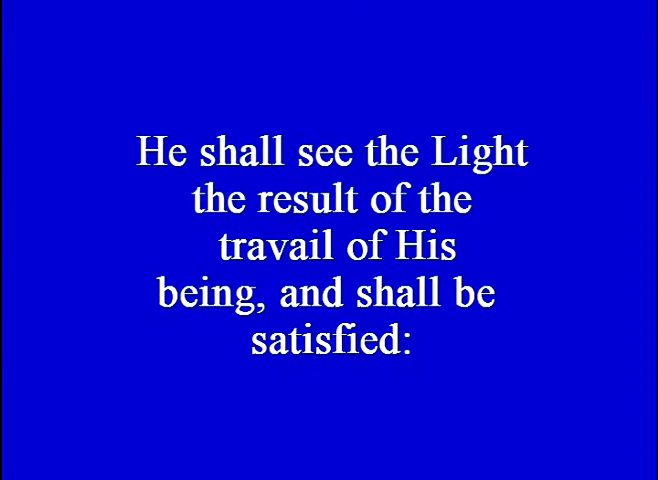 He shall see the Light
the result of the
travail of His
being, and shall be
satisfied: